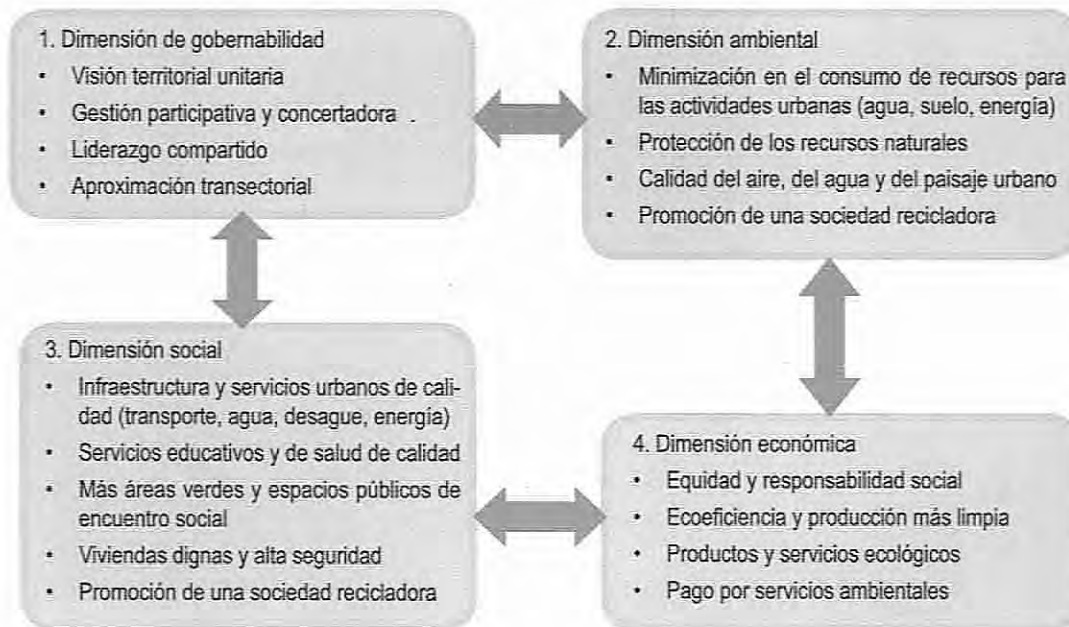 1. Dimensión de gobernabilidad
• Visión territorial unitaria
• Gestión participativa y concertadora .
• Liderazgo compartido
• Aproximación transectorial
2. Dimensión ambiental
• Minimización en el consumo de recursos para
las actividades urbanas (agua, suelo, energía)
• Protección de los recursos naturales
• Calidad del aire, del agua y del paisaje urbano
• Promoción de una sociedad recicladora
3. Dimensión social
• Infraestructura y servicios urbanos de cali-
dad (transporte, agua, desague, energía)
• Servicios educativos y de salud de calidad
• Más áreas verdes y espacios públicos de
encuentro social
• Viviendas dignas y alta seguridad
• Promoción de una sociedad recicladora
4. Dimensión económica
• Equidad y responsabilidad social
• Ecoeficiencia y producción más limpia
• Productos y servicios ecológicos
• Pago por servicios ambientales